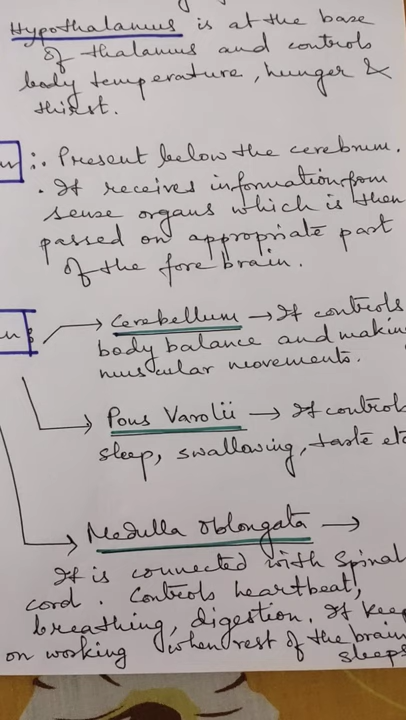 Hypothalamus is at the base
of thalamus and controls
body temperature, hunger &
thirst.
: Present below the cerebrum.
. It receives information from
sense organs which is then
passed on appropriate part
of the fore brain.
Cerebellum → It controls
body balance and makin
muscular movements.
Pons Varolii → It controls
sleep, swallowing, taste etc
Medulla oblongata →
It is connected with Spinal
cord. Controls heartbeat,
breathing, digestion. It keep
on working when rest of the brain
sleeps